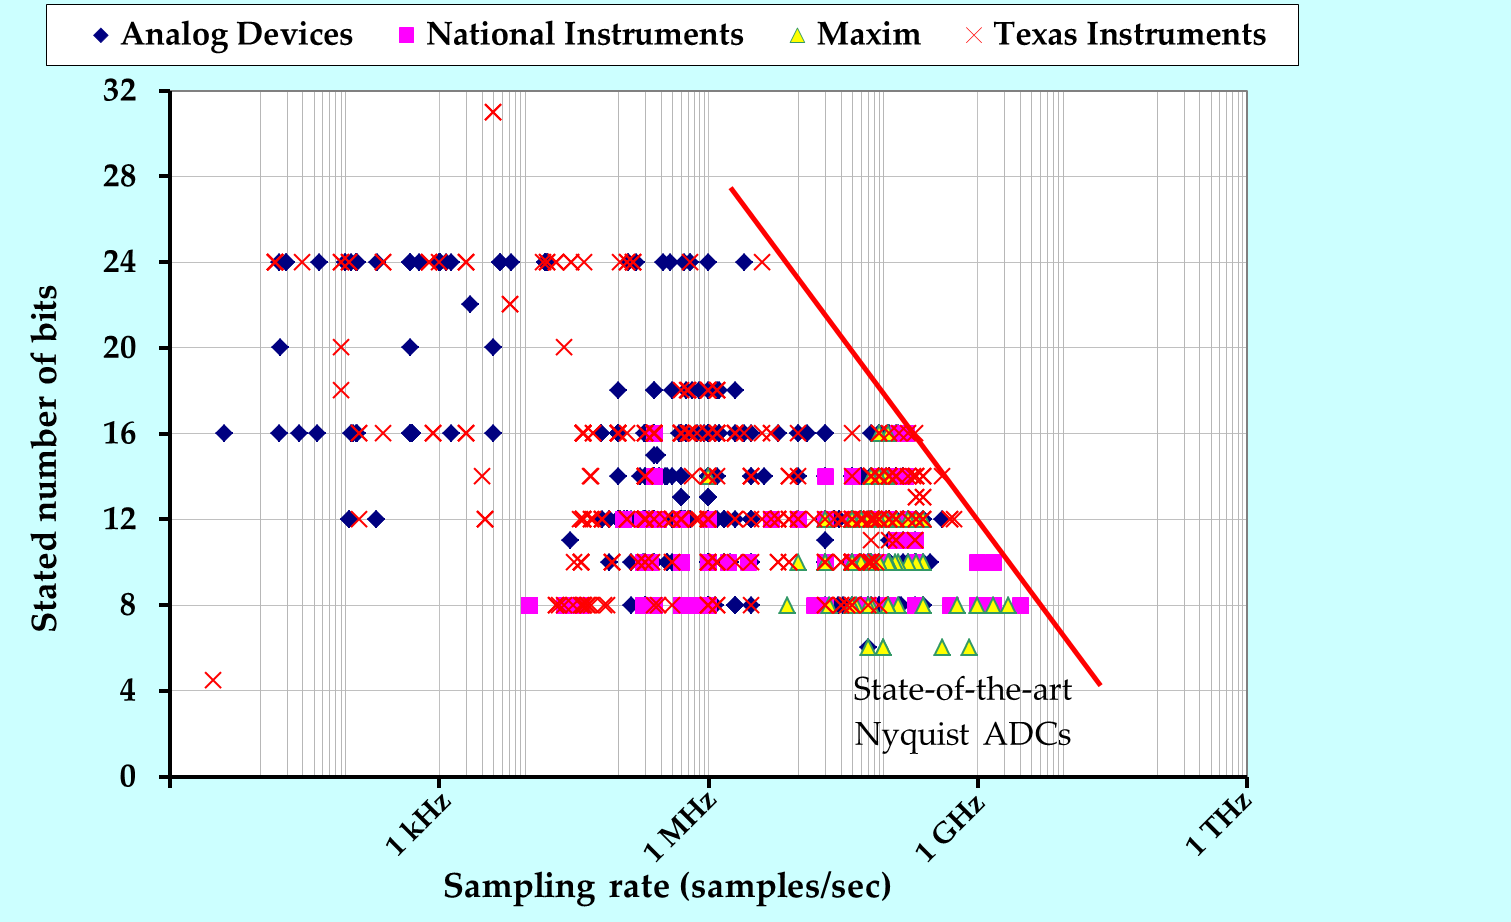 Analog Devices National Instruments Maxim Texas Instruments
32
28
24
20
16
12
8
4
0
Stated number of bits
State-of-the-art
Nyquist ADCs
1 kHz 1 MHz 1 GHz 1 THz
Sampling rate (samples/sec)